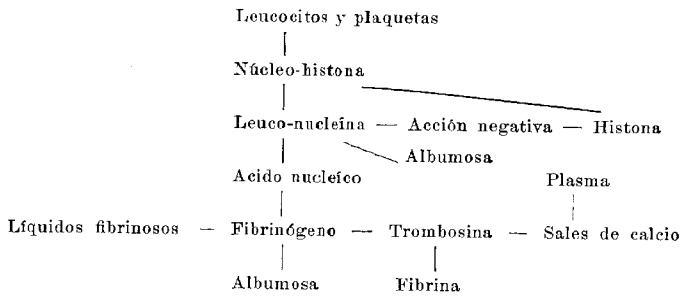 Leucocitos y plaquetas
Núcleo-histona
Leuco-nucleína — Acción negativa — Histona
Albumosa
Acido nucleíco
Plasma
Líquidos fibrinosos — Fibrinógeno — Trombosina — Sales de calcio
Albumosa
Fibrina